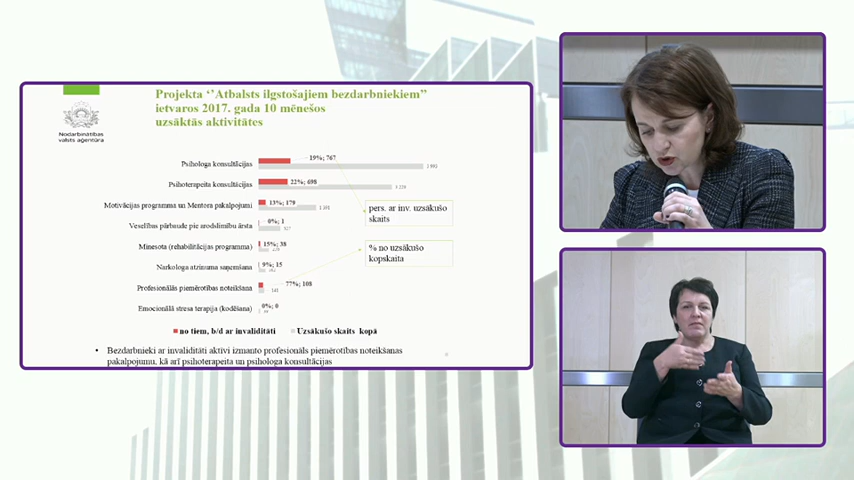 Projekta ‘’Atbalsts ilgstošajiem bezdarbniekiem”
ietvaros 2017. gada 10 mēnešos
uzsāktās aktivitātes
Nodarbinātības
valsts aģentūra
Psihologa konsultācijas
19%; 767
Psihoterapeita konsultācijas
22%; 698
Motivācijas programma un Mentora pakalpojumi
13%; 179
Veselības pārbaude pie arodslimību ārsta
0%; 1
Minesota (rehabilitācijas programma)
15%; 38
Narkologa atzinuma saņemšana
9%; 15
Profesionālās piemērotības noteikšana
77%; 108
Emocionālā stresa terapija (kodēšana)
0%; 0
pers. ar inv. uzsākušo
skaits
% no uzsākušo
kopskaita
no tiem, b/d ar invaliditāti
Uzsākušo skaits kopā
• Bezdarbnieki ar invaliditāti aktīvi izmanto profesionāls piemērotības noteikšanas
pakalpojumu, kā arī psihoterapeita un psihologa konsultācijas